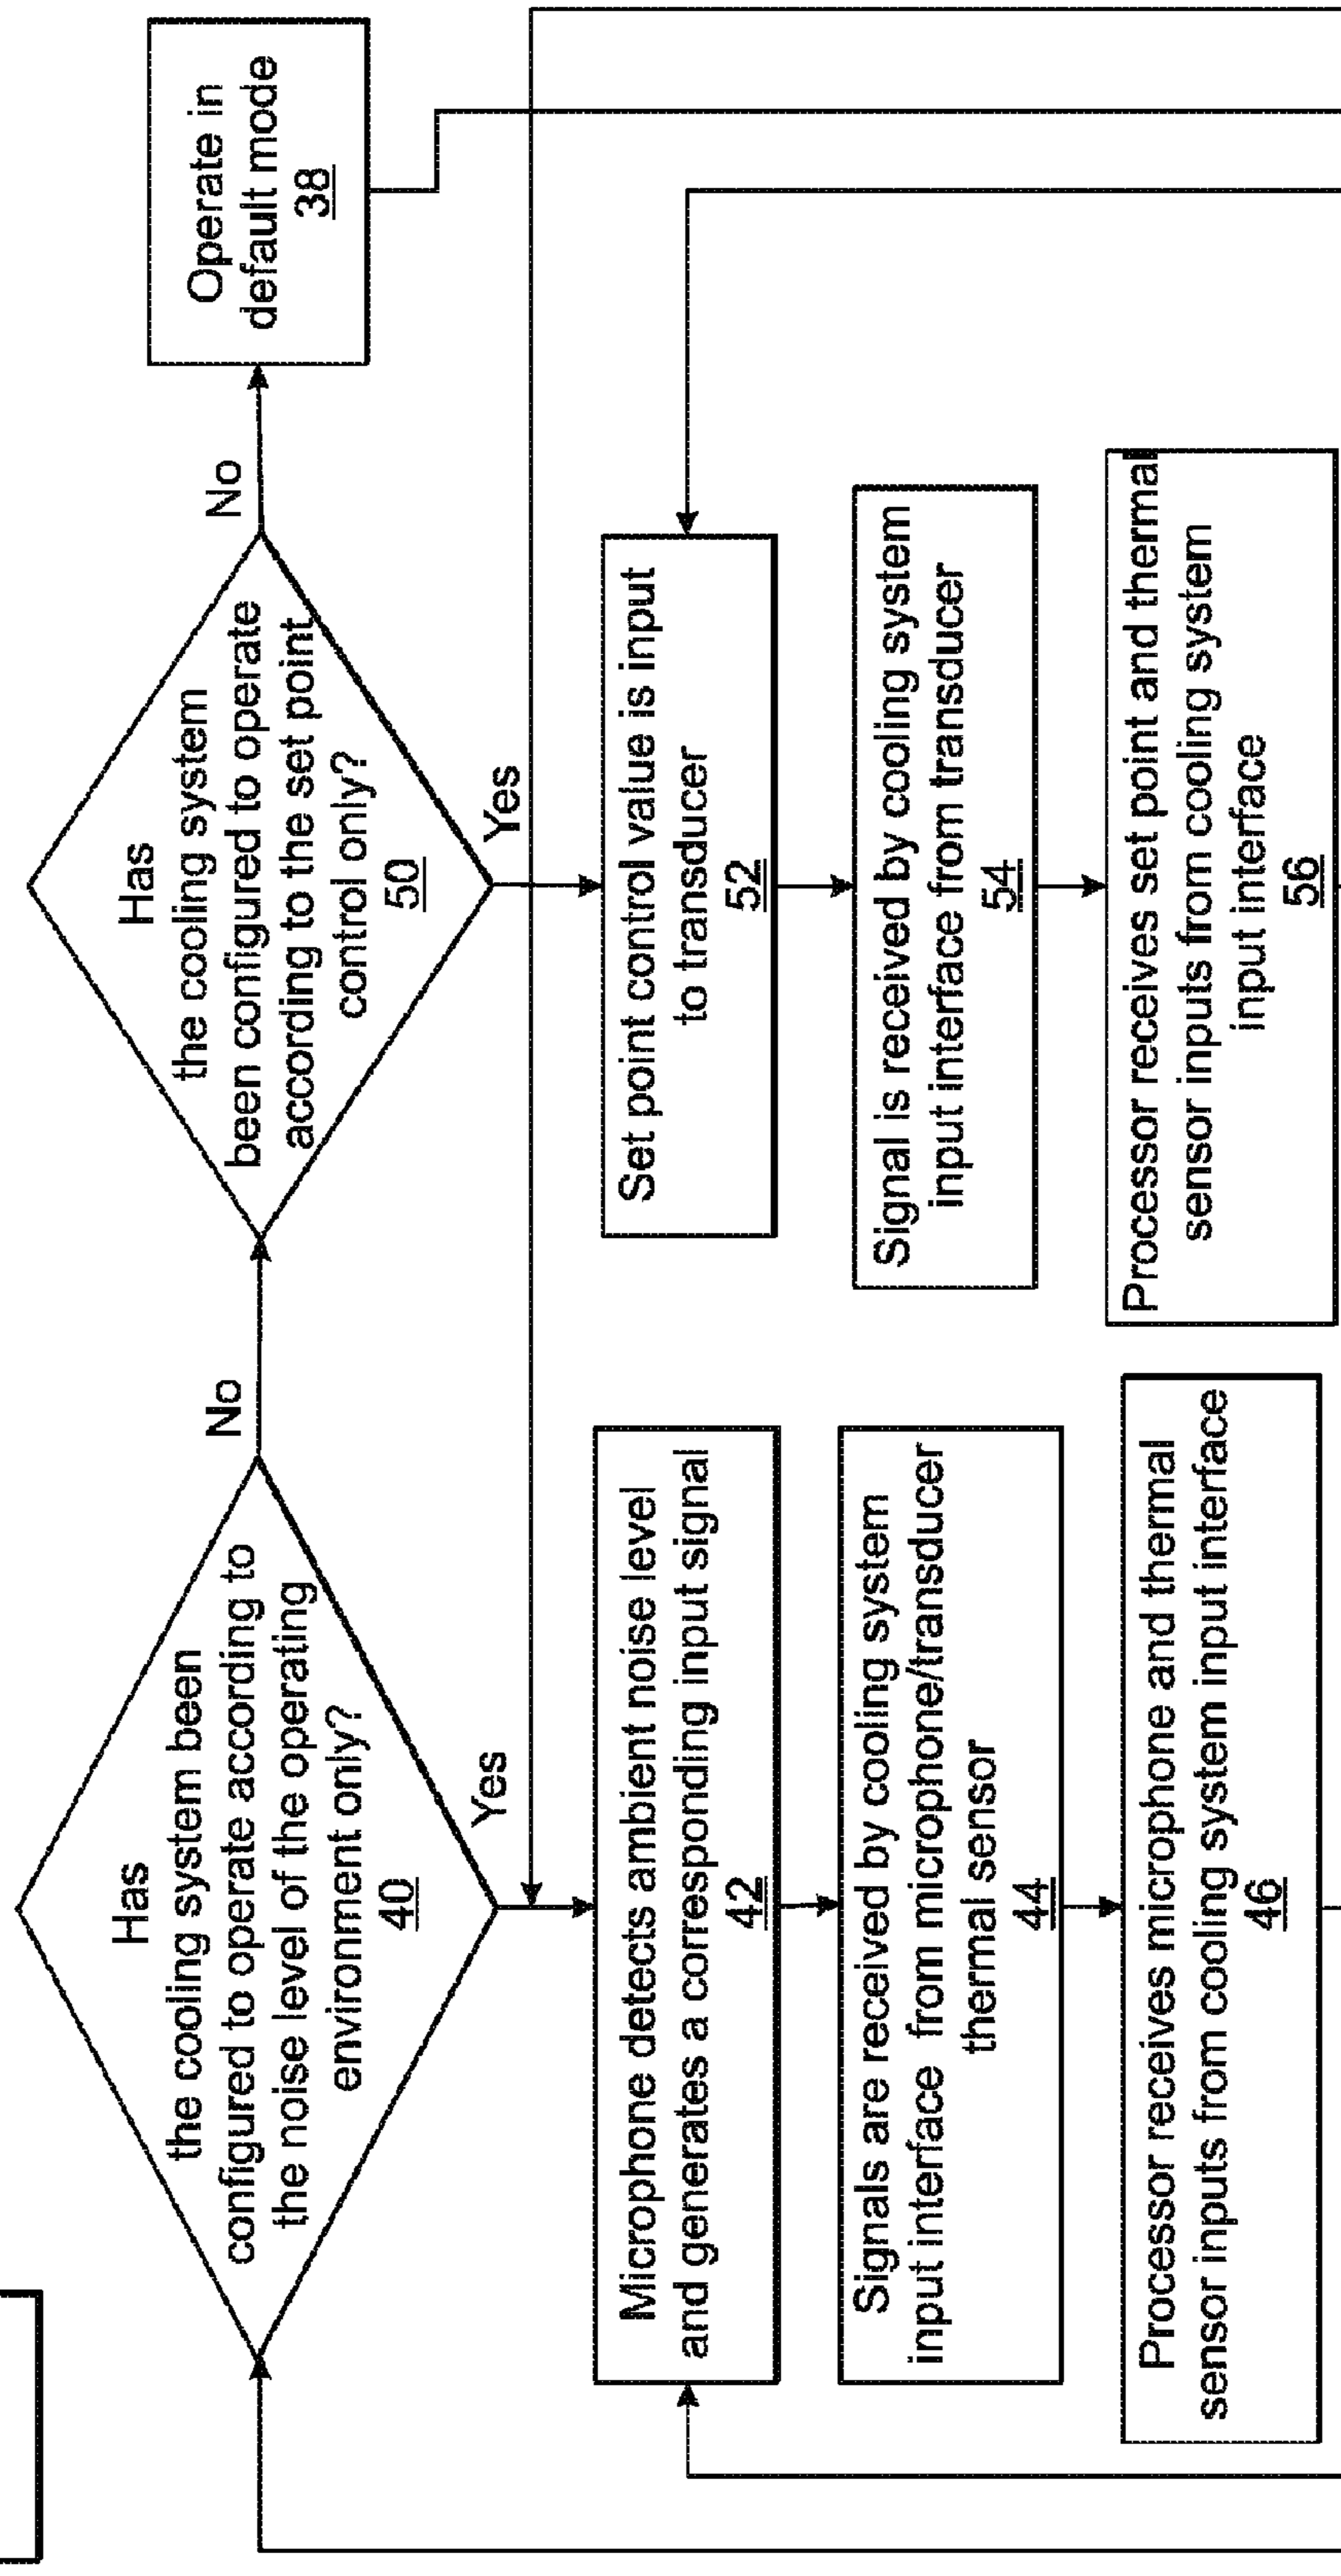 Has
the cooling system been
configured to operate according to
the noise level of the operating
environment only?
40
No
Yes
Has
the cooling system
been configured to operate
according to the set point
control only?
50
No
Yes
Operate in
default mode
38
Microphone detects ambient noise level
and generates a corresponding input signal
42
Signals are received by cooling system
input interface from microphone/transducer
thermal sensor
44
Processor receives microphone and thermal
sensor inputs from cooling system input interface
46
Set point control value is input
to transducer
52
Signal is received by cooling system
input interface from transducer
54
Processor receives set point and thermal
sensor inputs from cooling system
input interface
56